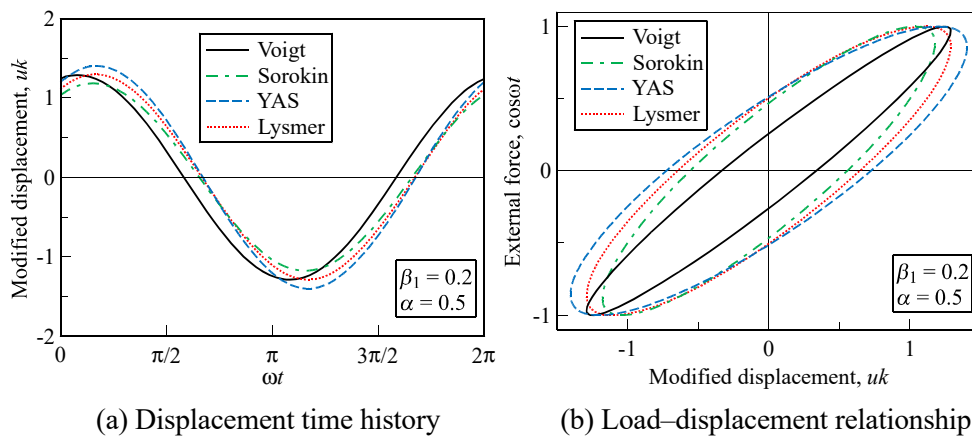 2
1
0
-1
-2
Modified displacement, uk
Voigt
Sorokin
YAS
Lysmer
β1 = 0.2
α = 0.5
0
π/2
π
3π/2
2π
ωt
(a) Displacement time history
1
0
-1
External force, cosσt
Voigt
Sorokin
YAS
Lysmer
β1 = 0.2
α = 0.5
-1
0
1
Modified displacement, uk
(b) Load–displacement relationship